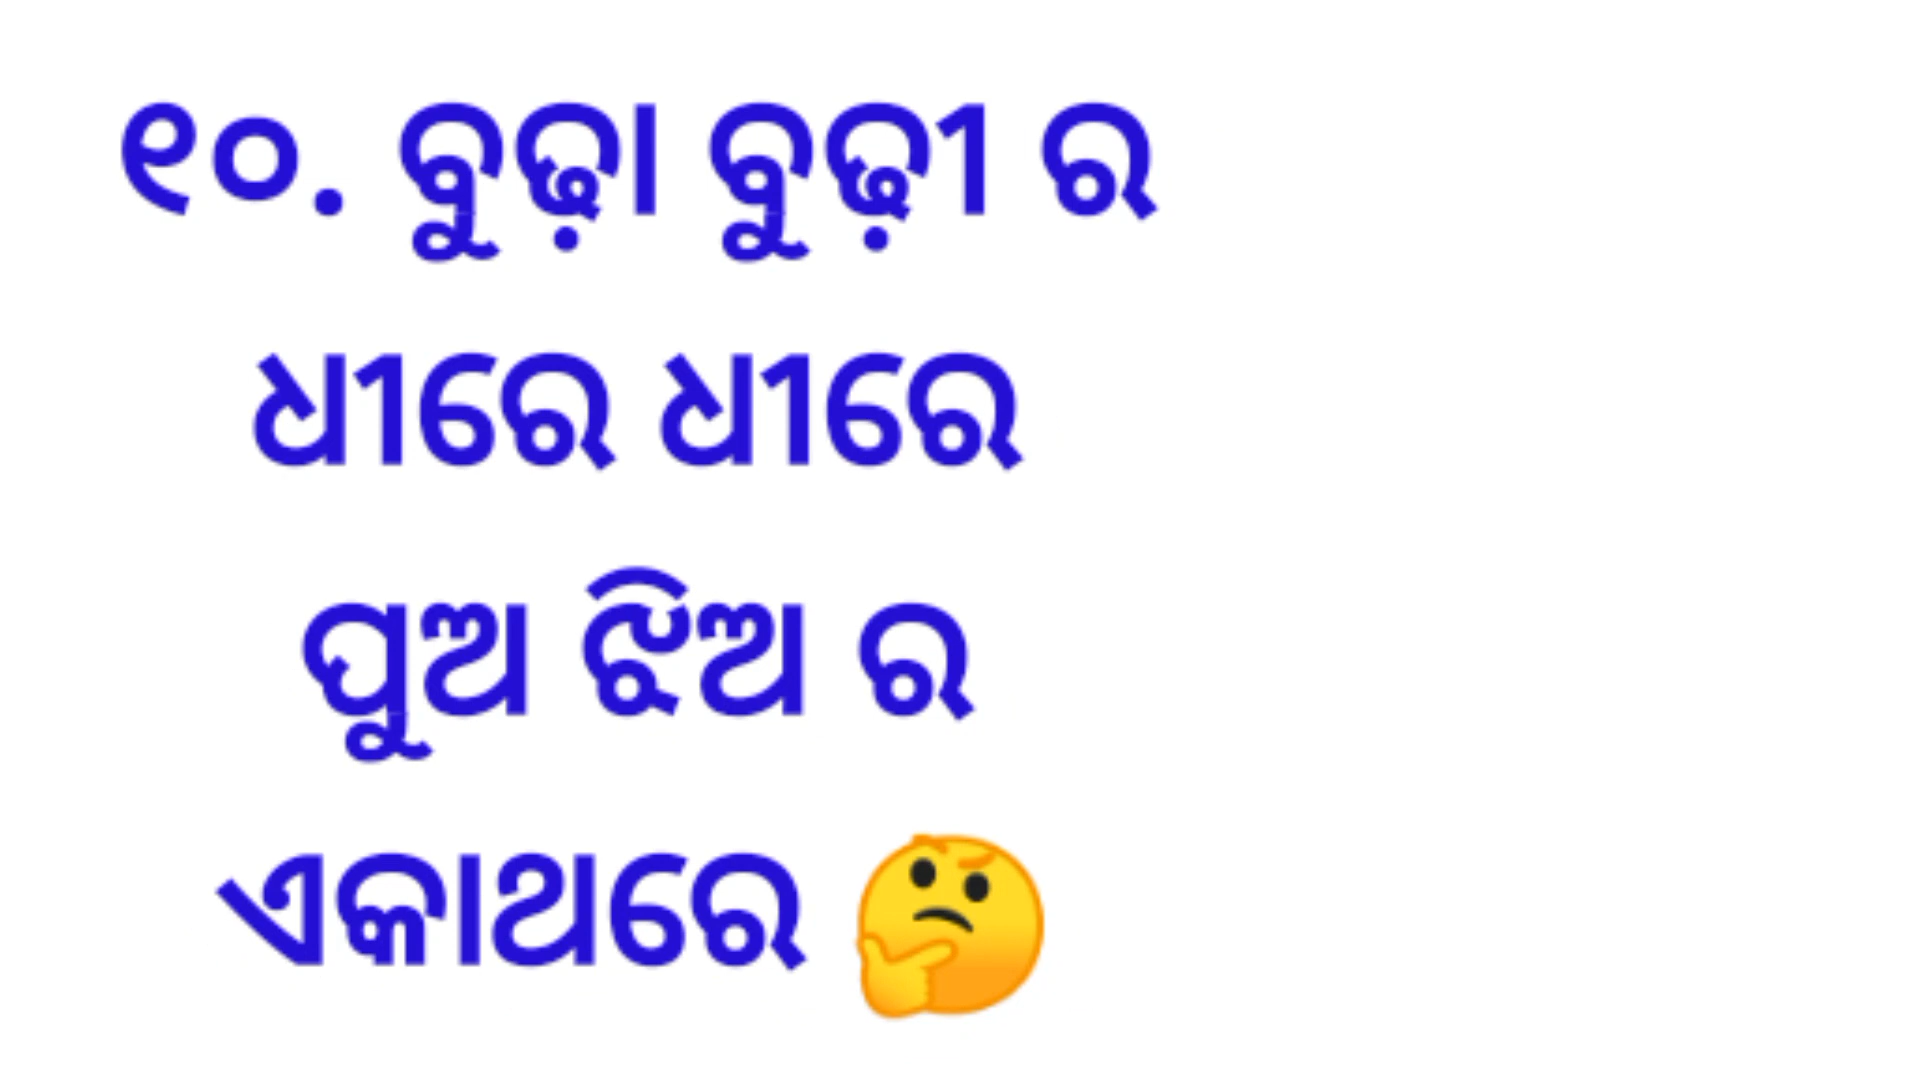 ୧୦. ବୁଢ଼ା ବୁଢ଼ୀ ର
ଧୀରେ ଧୀରେ
ପୁଅ ଝିଅ ର
ଏକାଥରେ 🤔